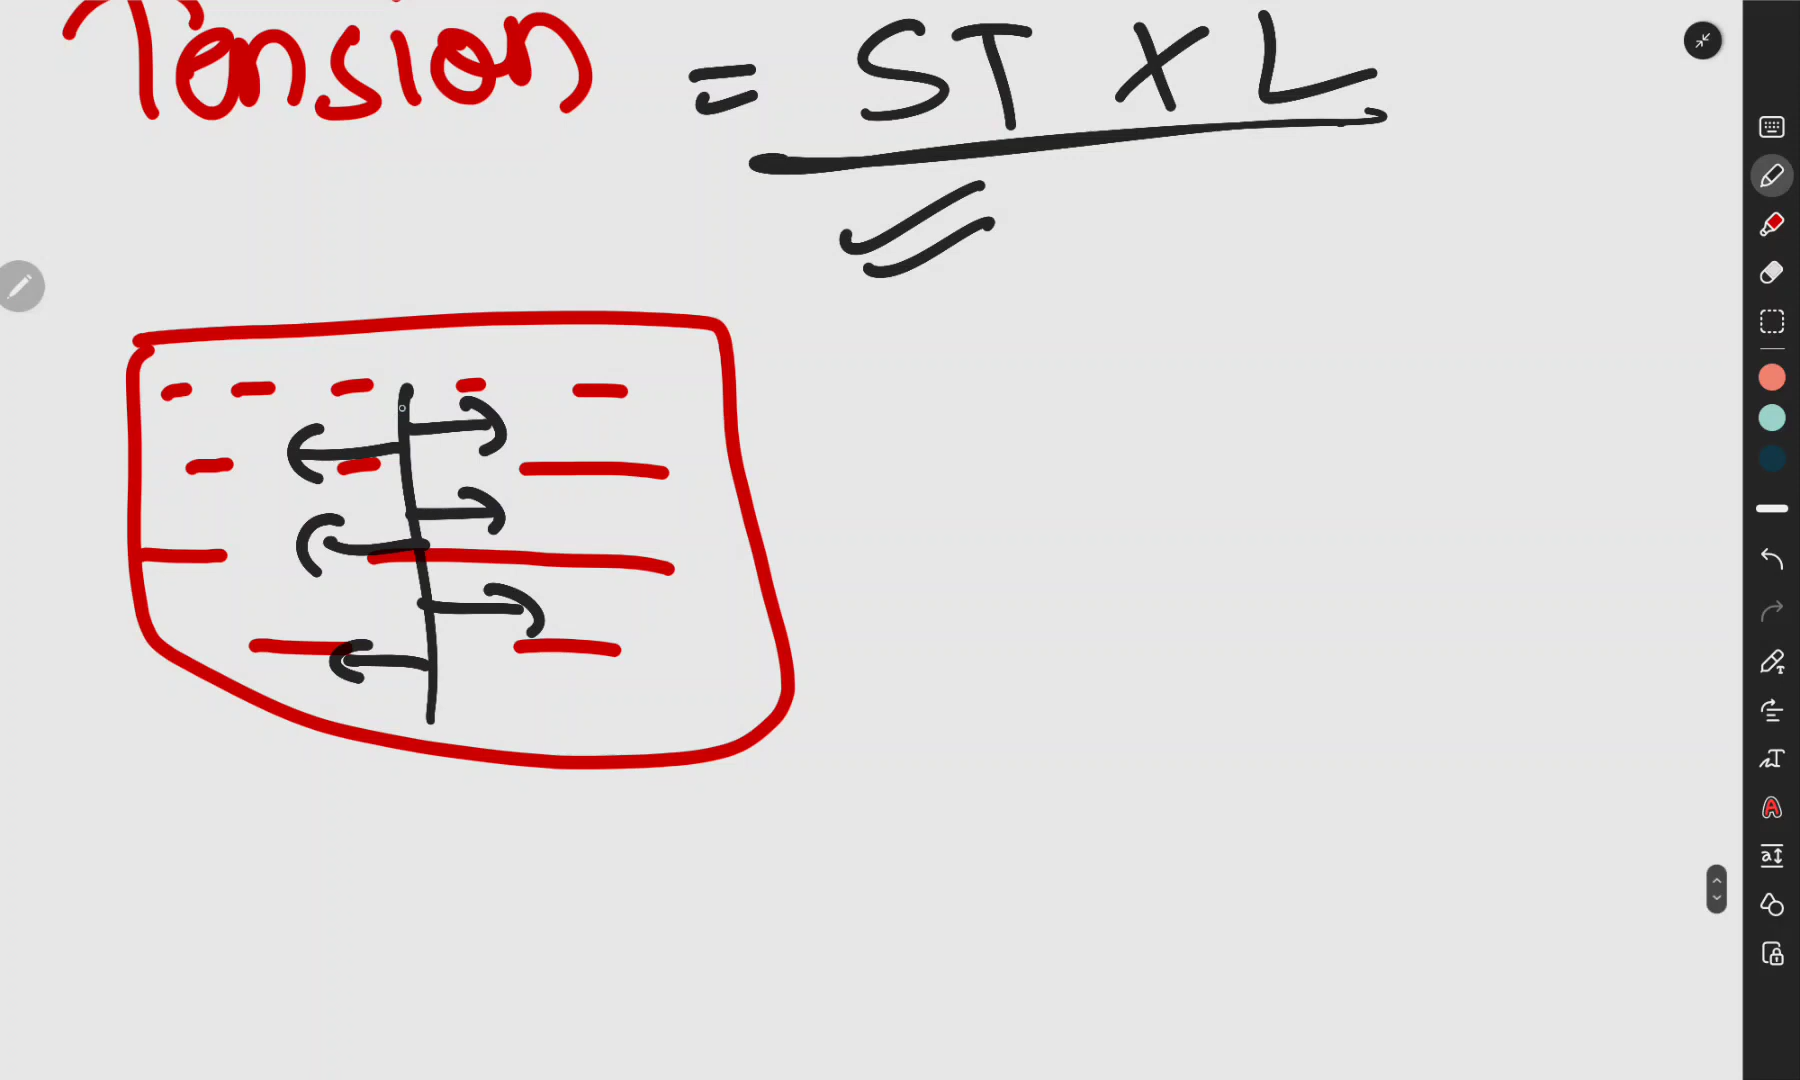 Tension = ST X L